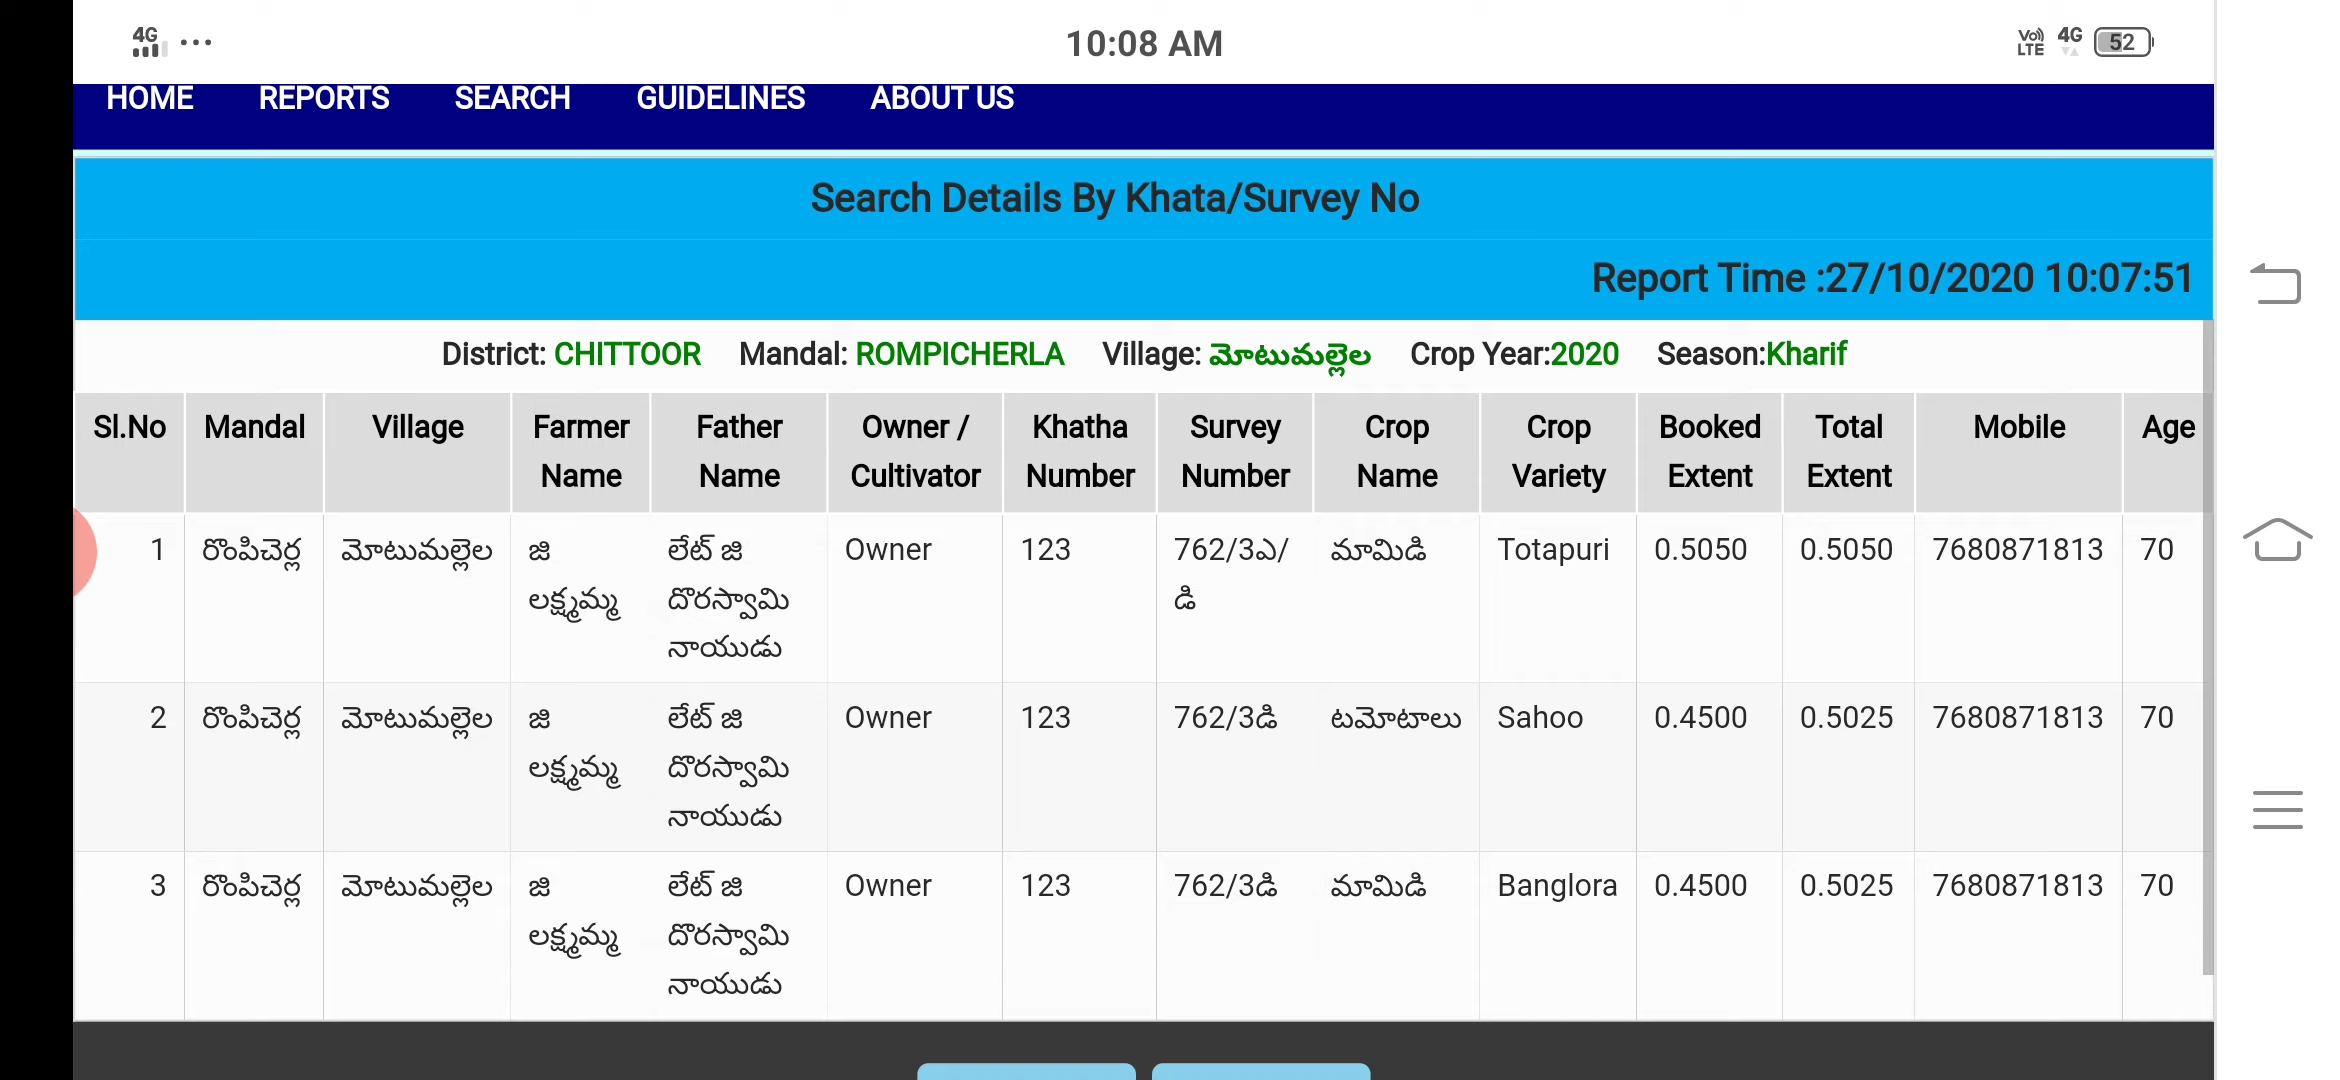 4G ... 10:08 AM Vo) LTE 4G 52
HOME REPORTS SEARCH GUIDELINES ABOUT US
Search Details By Khata/Survey No
Report Time :27/10/2020 10:07:51
District: CHITTOOR Mandal: ROMPICHERLA Village: మోటుమల్లెల Crop Year:2020 Season:Kharif
Sl.No Mandal Village Farmer Father Owner / Khatha Survey Crop Crop Booked Total Mobile Age
Name Name Cultivator Number Number Name Variety Extent Extent
1 రొంపిచెర్ల మోటుమల్లెల జి లేట్ జి Owner 123 762/3ఎ/ మామిడి Totapuri 0.5050 0.5050 7680871813 70
లక్ష్మమ్మ దొరస్వామి డి
నాయుడు
2 రొంపిచెర్ల మోటుమల్లెల జి లేట్ జి Owner 123 762/3డి టమోటాలు Sahoo 0.4500 0.5025 7680871813 70
లక్ష్మమ్మ దొరస్వామి
నాయుడు
3 రొంపిచెర్ల మోటుమల్లెల జి లేట్ జి Owner 123 762/3డి మామిడి Banglora 0.4500 0.5025 7680871813 70
లక్ష్మమ్మ దొరస్వామి
నాయుడు